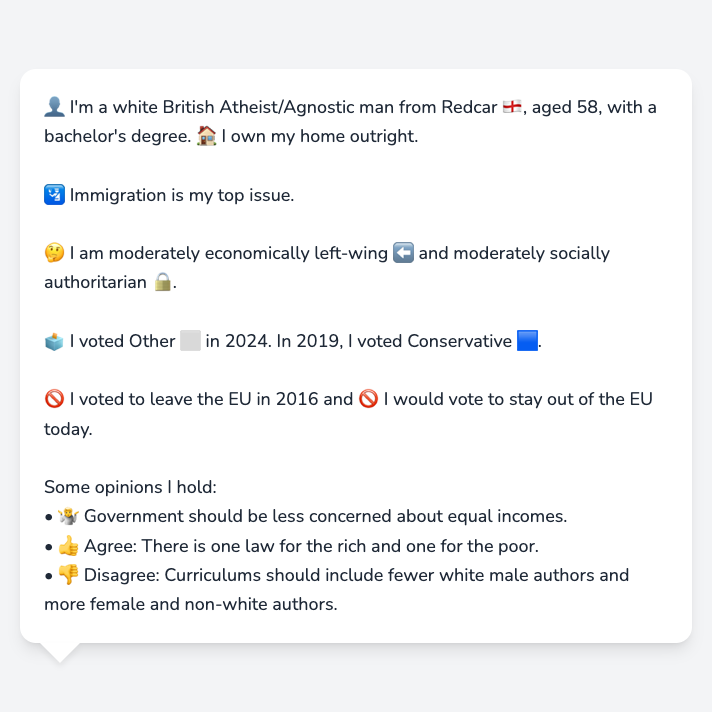 👤 I'm a white British Atheist/Agnostic man from Redcar 🏴󠁧󠁢󠁥󠁮󠁧󠁿, aged 58, with a
bachelor's degree. 🏠 I own my home outright.
🛂 Immigration is my top issue.
🤔 I am moderately economically left-wing ⬅️ and moderately socially
authoritarian 🔒.
🗳️ I voted Other ⬜ in 2024. In 2019, I voted Conservative 🟦.
🚫 I voted to leave the EU in 2016 and 🚫 I would vote to stay out of the EU
today.
Some opinions I hold:
• 🤷 Government should be less concerned about equal incomes.
• 👍 Agree: There is one law for the rich and one for the poor.
• 👎 Disagree: Curriculums should include fewer white male authors and
more female and non-white authors.